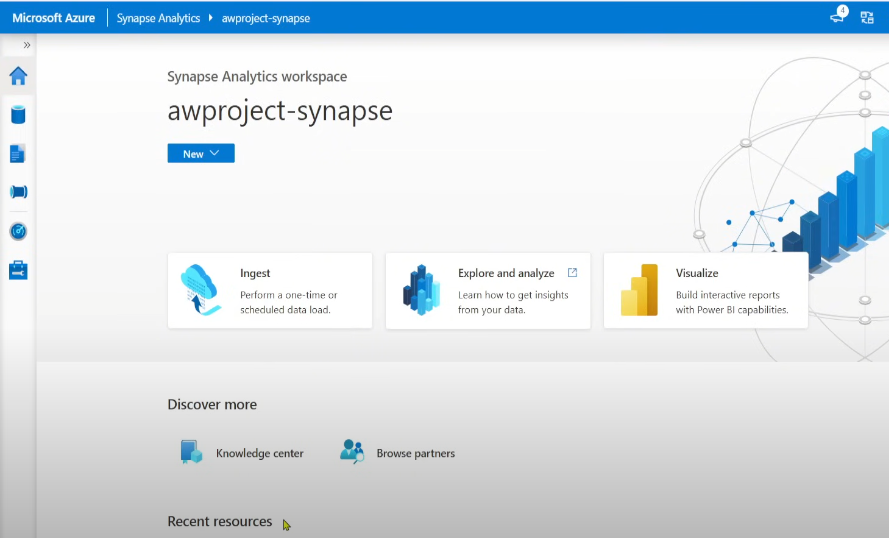 Microsoft Azure
Synapse Analytics
awproject-synapse
4
»
Synapse Analytics workspace
awproject-synapse
New
Ingest
Perform a one-time or
scheduled data load.
Explore and analyze
Learn how to get insights
from your data.
Visualize
Build interactive reports
with Power BI capabilities.
Discover more
Knowledge center
Browse partners
Recent resources